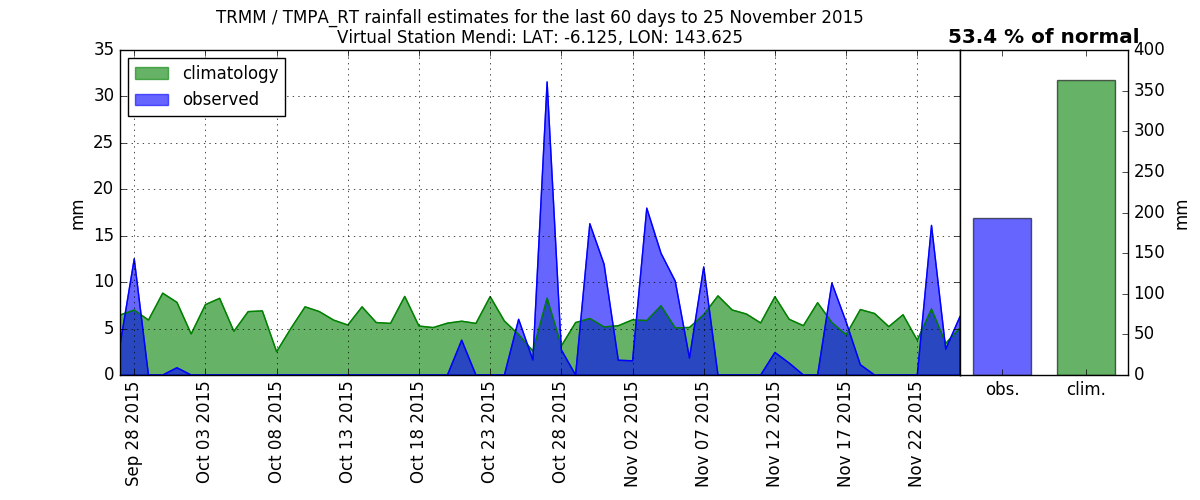 TRMM / TMPA_RT rainfall estimates for the last 60 days to 25 November 2015
Virtual Station Mendi: LAT: -6.125, LON: 143.625
53.4 % of normal
climatology
observed
mm
35
30
25
20
15
10
5
0
Sep 28 2015
Oct 03 2015
Oct 08 2015
Oct 13 2015
Oct 18 2015
Oct 23 2015
Oct 28 2015
Nov 02 2015
Nov 07 2015
Nov 12 2015
Nov 17 2015
Nov 22 2015
obs.
clim.
400
350
300
250
200
150
100
50
0
mm